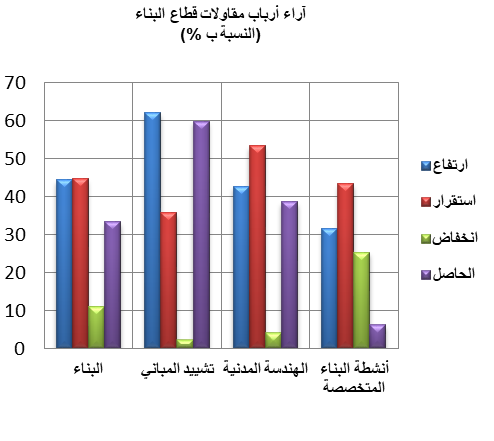 آراء أرباب مقاولات قطاع البناء
(النسبة ب %)
70
60
50
40
30
20
10
0
البناء
تشييد المباني
الهندسة المدنية
أنشطة البناء
المتخصصة
ارتفاع
استقرار
انخفاض
الحاصل